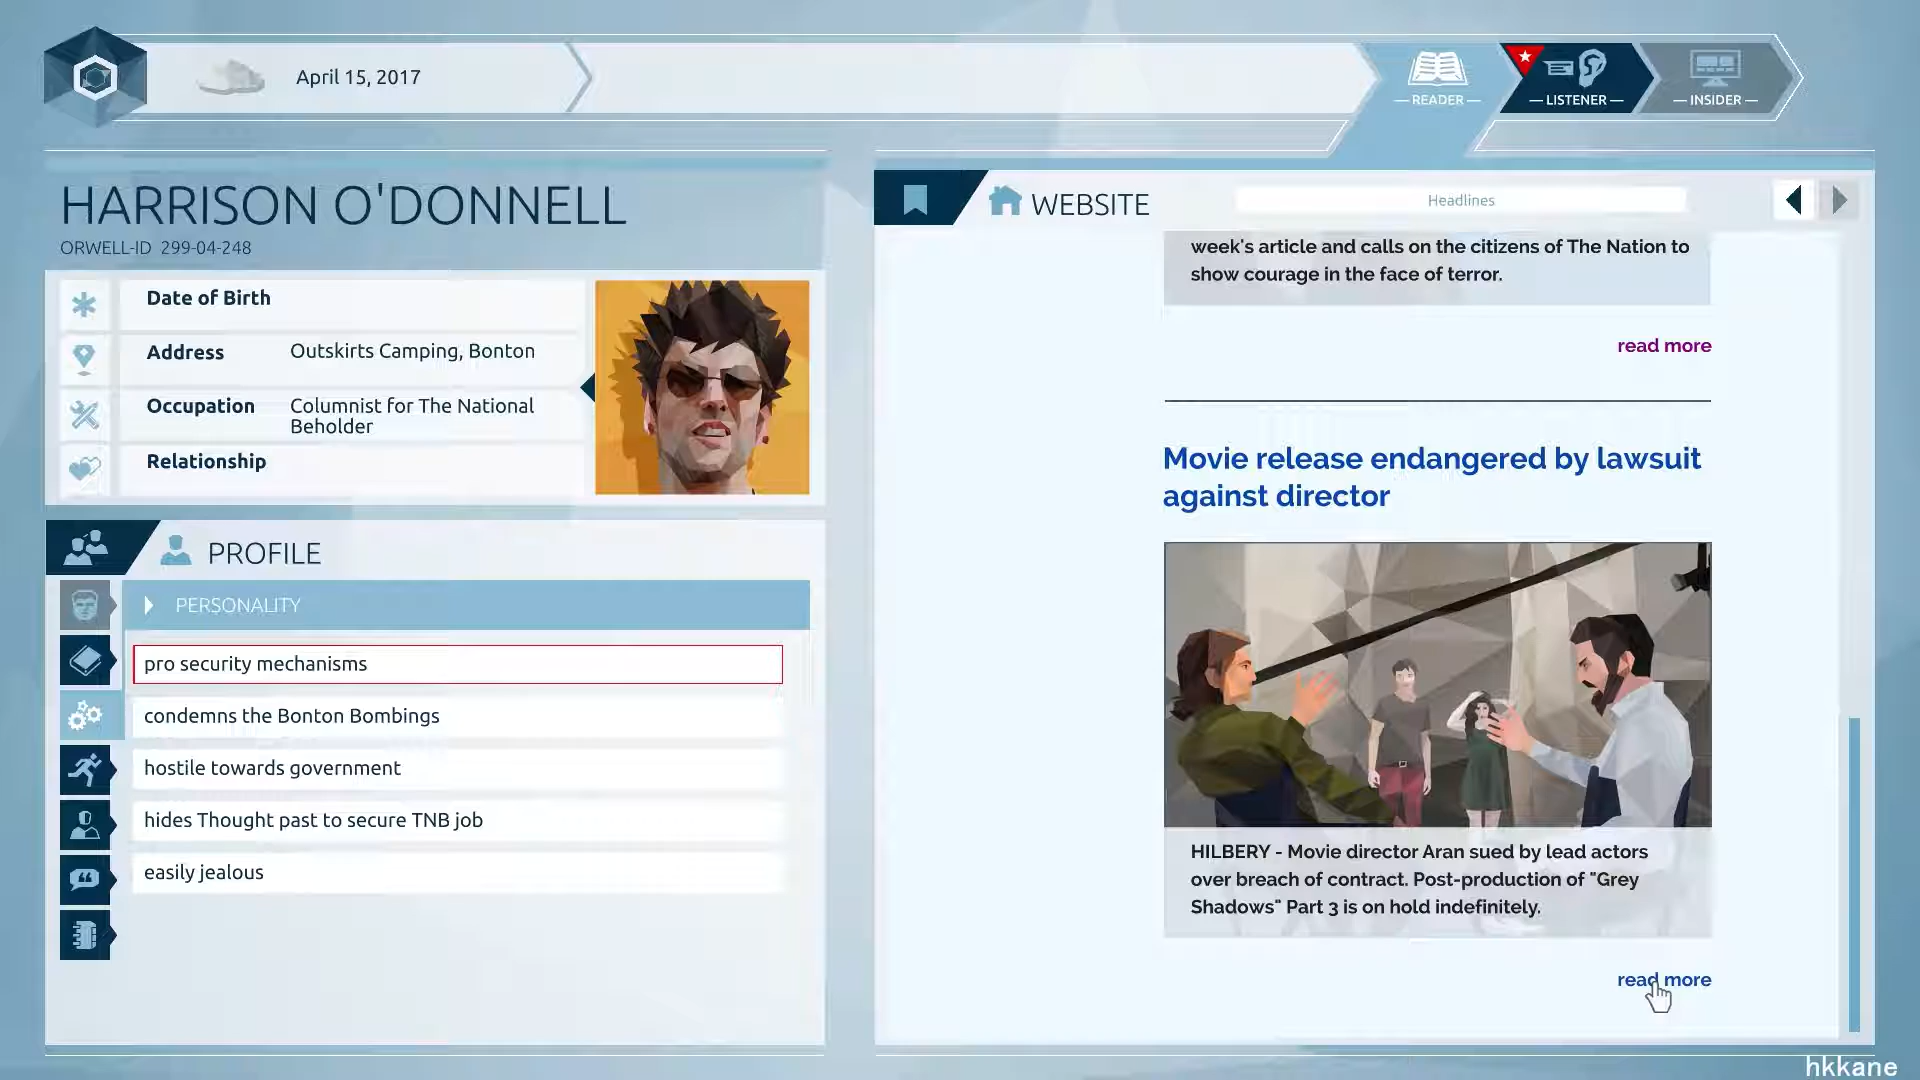 April 15, 2017
READER
LISTENER
INSIDER
HARRISON O'DONNELL
ORWELL-ID 299-04-248
Date of Birth
Address
Outskirts Camping, Bonton
Occupation
Columnist for The National
Beholder
Relationship
PROFILE
PERSONALITY
pro security mechanisms
condemns the Bonton Bombings
hostile towards government
hides Thought past to secure TNB job
easily jealous
WEBSITE
Headlines
week's article and calls on the citizens of The Nation to
show courage in the face of terror.
read more
Movie release endangered by lawsuit
against director
HILBERY - Movie director Aran sued by lead actors
over breach of contract. Post-production of "Grey
Shadows" Part 3 is on hold indefinitely.
read more
hkkane